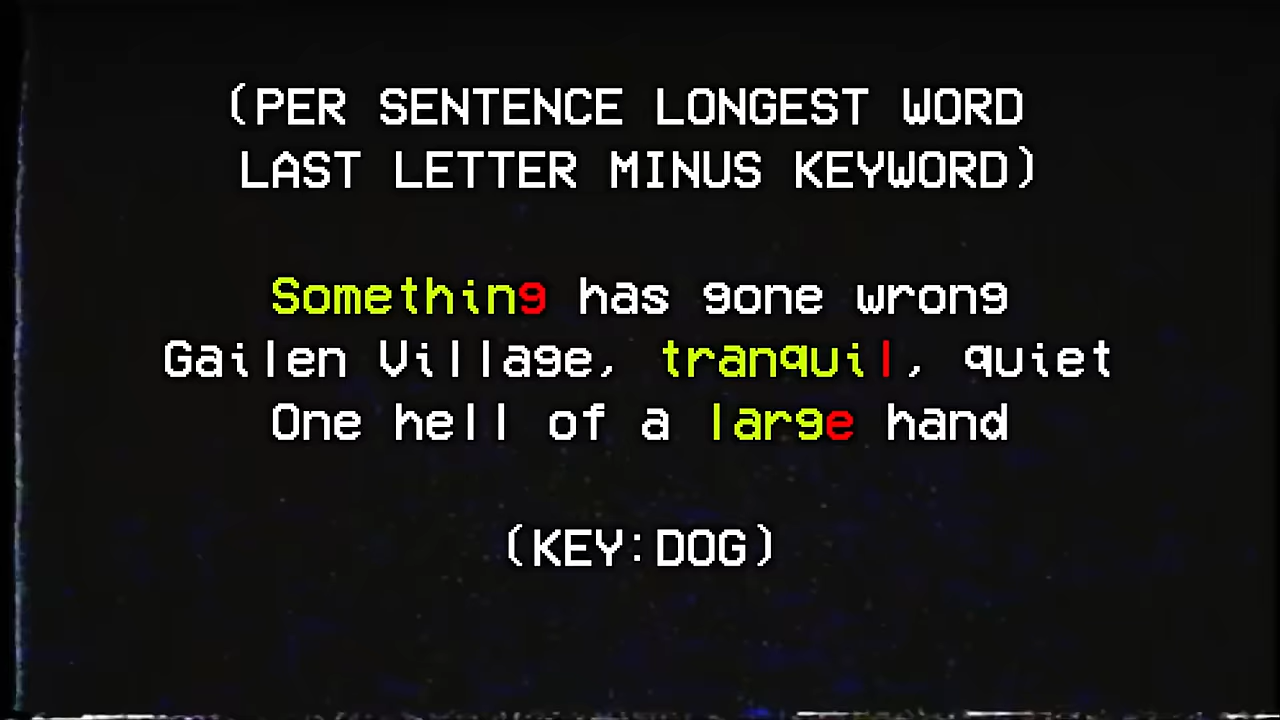 (PER SENTENCE LONGEST WORD
LAST LETTER MINUS KEYWORD)
Something has gone wrong
Gailen Village, tranquil, quiet
One hell of a large hand
(KEY:DOG)